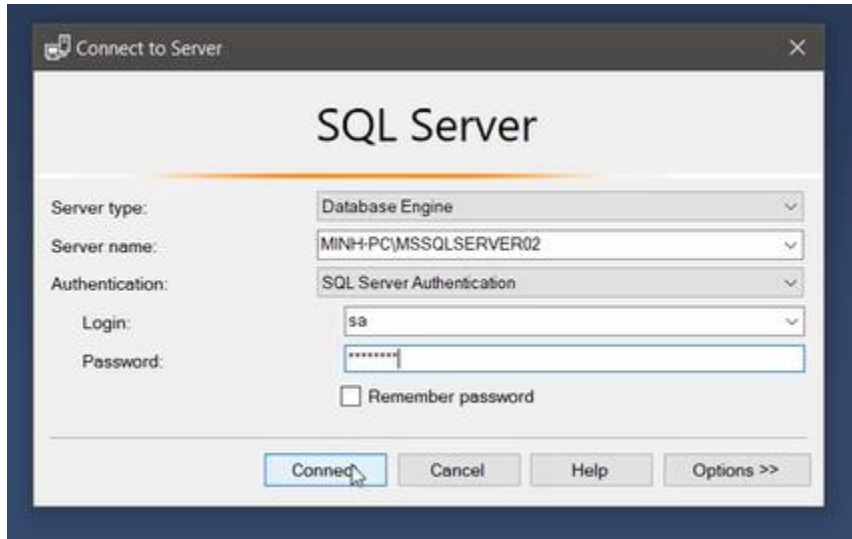 Connect to Server
SQL Server
Server type: Database Engine
Server name: MINH-PC\MSSQLSERVER02
Authentication: SQL Server Authentication
Login: sa
Password: ********
Remember password
Connect Cancel Help Options >>